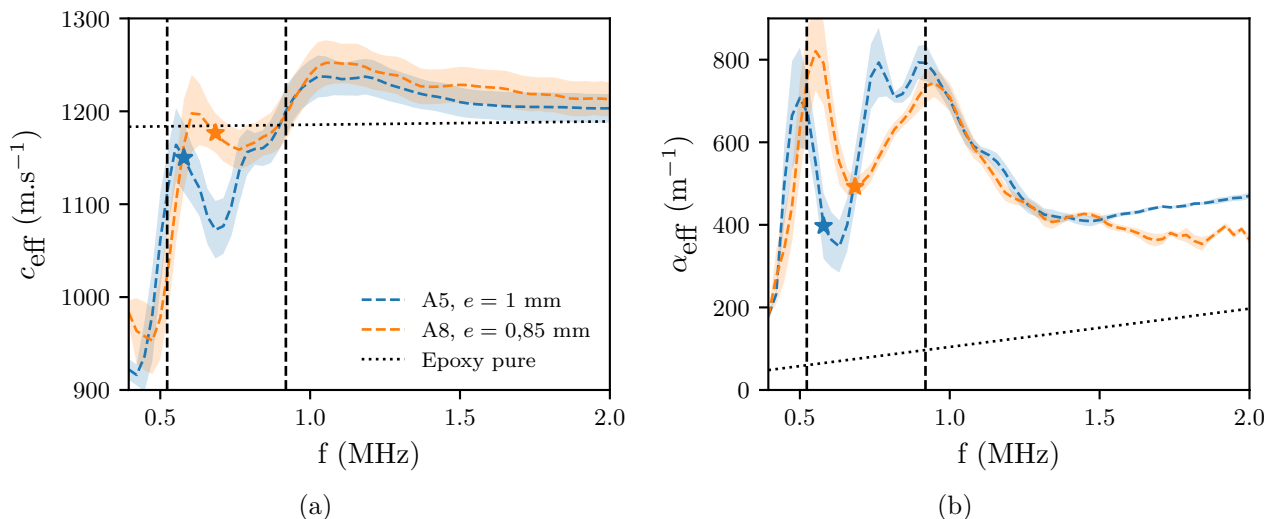 1300
1200
1100
1000
900
c_eff (m.s⁻¹)
0.5 1.0 1.5 2.0
f (MHz)
A5, e = 1 mm
A8, e = 0,85 mm
Epoxy pure
(a)
800
600
400
200
0
α_eff (m⁻¹)
0.5 1.0 1.5 2.0
f (MHz)
(b)